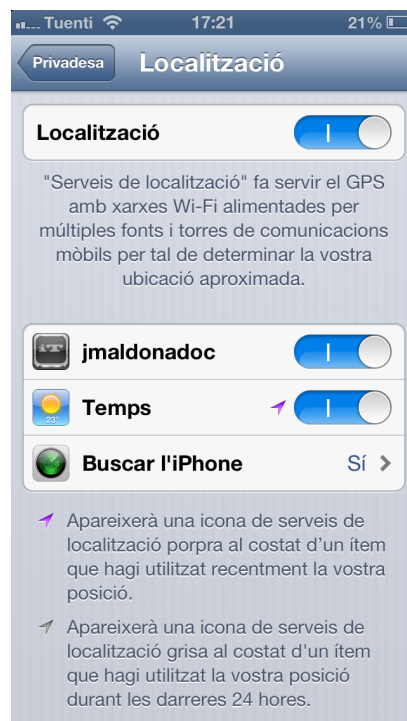 Tuenti 17:21 21%
Privadesa Localització
Localització
"Serveis de localització" fa servir el GPS
amb xarxes Wi-Fi alimentades per
múltiples fonts i torres de comunicacions
mòbils per tal de determinar la vostra
ubicació aproximada.
iT jmaldonadoc
23° Temps
Buscar l'iPhone Sí
Apareixerà una icona de serveis de
localització porpra al costat d’un ítem
que hagi utilitzat recentment la vostra
posició.
Apareixerà una icona de serveis de
localització grisa al costat d'un ítem
que hagi utilitzat la vostra posició
durant les darreres 24 hores.